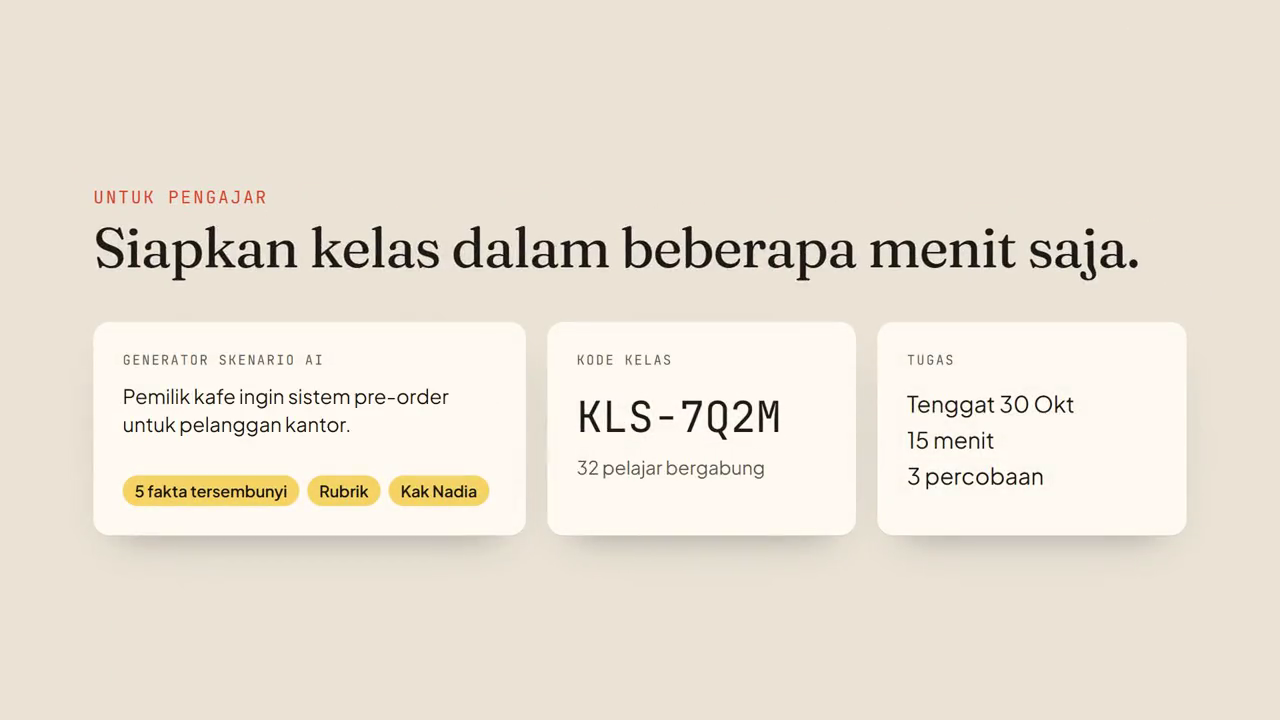 UNTUK PENGAJAR
Siapkan kelas dalam beberapa menit saja.
GENERATOR SKENARIO AI
Pemilik kafe ingin sistem pre-order
untuk pelanggan kantor.
5 fakta tersembunyi
Rubrik
Kak Nadia
KODE KELAS
KLS-7Q2M
32 pelajar bergabung
TUGAS
Tenggat 30 Okt
15 menit
3 percobaan